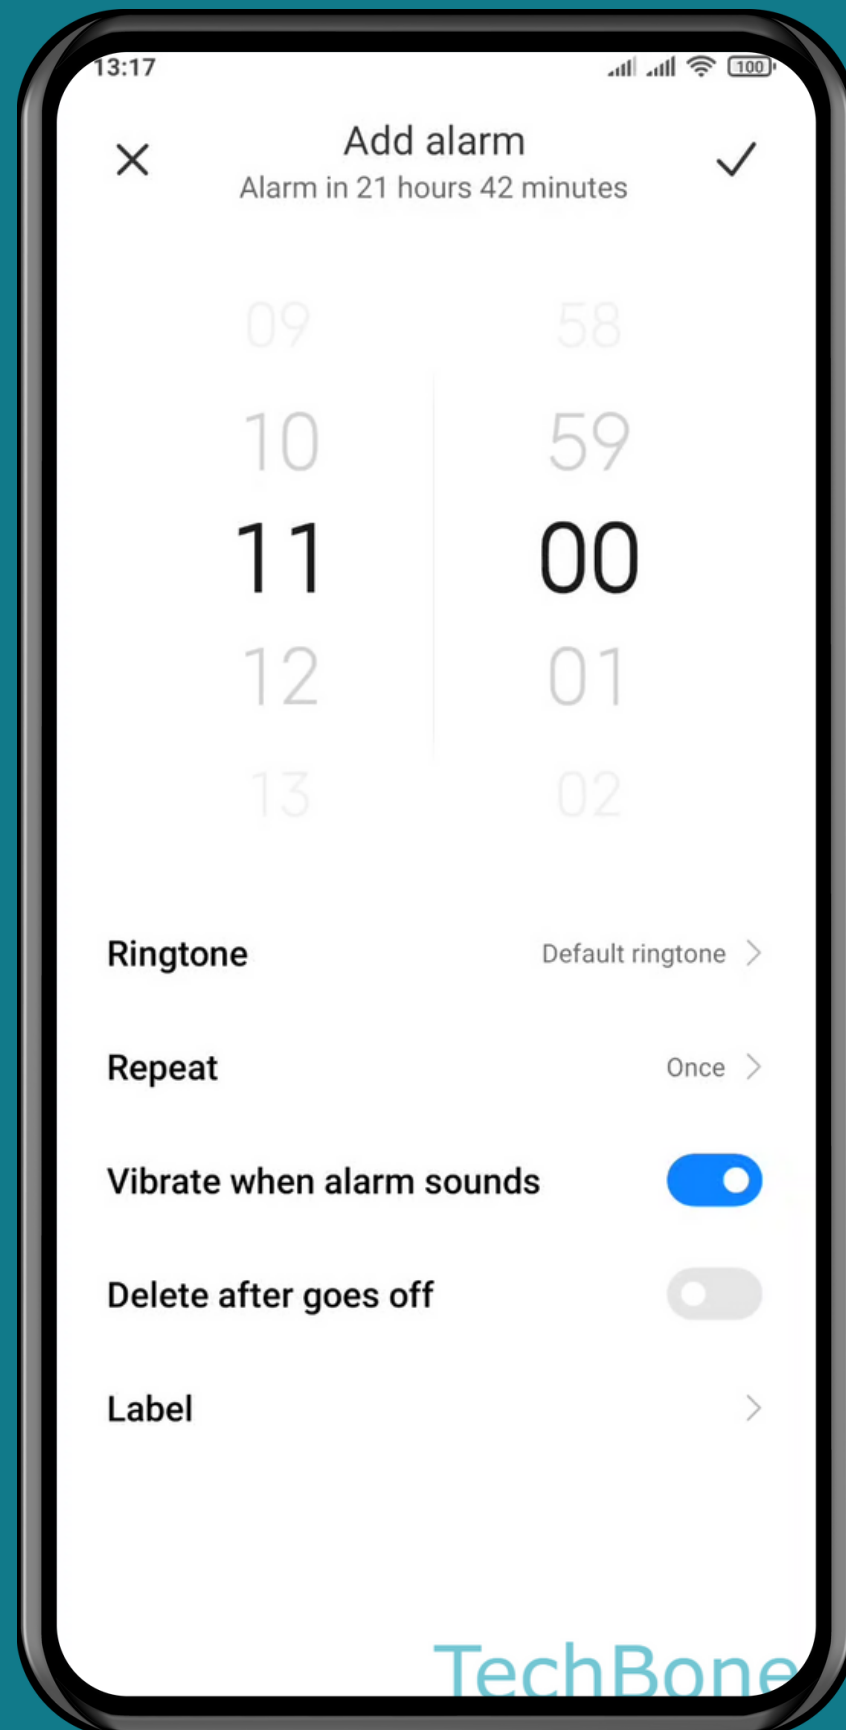 13:17 100
Add alarm
Alarm in 21 hours 42 minutes
09 58
10 59
11 00
12 01
13 02
Ringtone Default ringtone
Repeat Once
Vibrate when alarm sounds
Delete after goes off
Label
TechBone